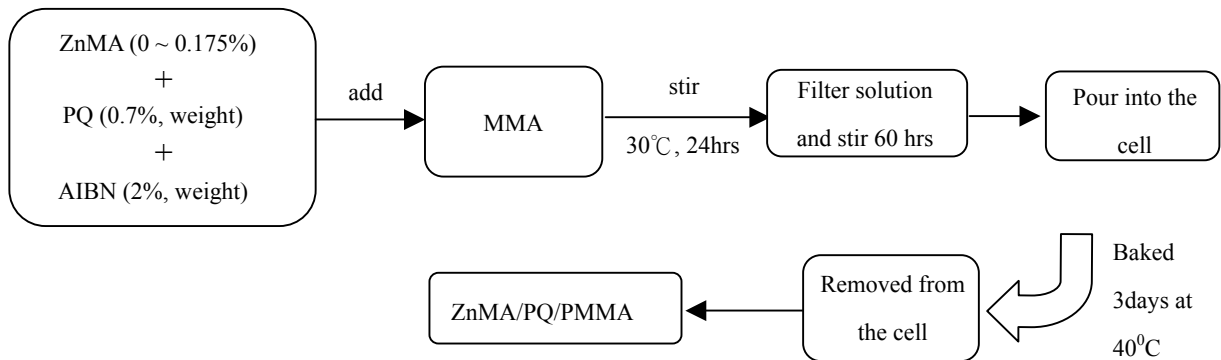 ZnMA (0 ~ 0.175%)
+
PQ (0.7%, weight)
+
AIBN (2%, weight)
add
MMA
stir
30℃, 24hrs
Filter solution
and stir 60 hrs
Pour into the
cell
Baked
3days at
40⁰C
Removed from
the cell
ZnMA/PQ/PMMA